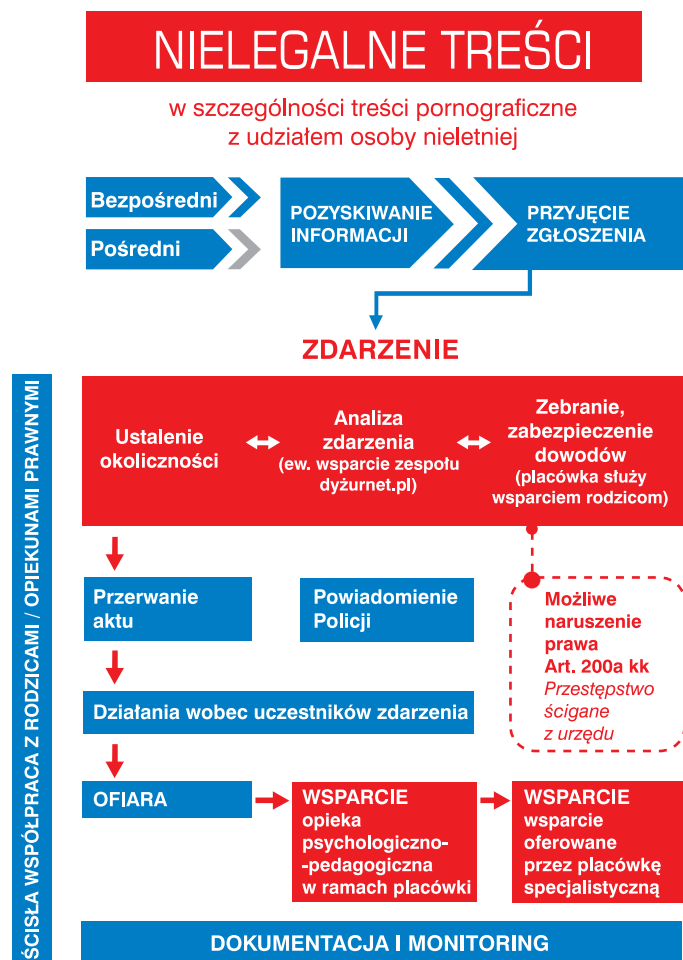 NIELEGALNE TREŚCI
w szczególności treści pornograficzne
z udziałem osoby nieletniej
Bezpośredni
Pośredni
POZYSKIWANIE
INFORMACJI
PRZYJĘCIE
ZGŁOSZENIA
ZDARZENIE
ŚCISŁA WSPÓŁPRACA Z RODZICAMI / OPIEKUNAMI PRAWNYMI
Ustalenie
okoliczności
Analiza
zdarzenia
(ew. wsparcie zespołu
dyżurnet.pl)
Zebranie,
zabezpieczenie
dowodów
(placówka służy
wsparciem rodzicom)
Przerwanie
aktu
Powiadomienie
Policji
Możliwe
naruszenie
prawa
Art. 200a kk
Przestępstwo
ścigane
z urzędu
Działania wobec uczestników zdarzenia
OFIARA
WSPARCIE
opieka
psychologiczno-
-pedagogiczna
w ramach placówki
WSPARCIE
wsparcie
oferowane
przez placówkę
specjalistyczną
DOKUMENTACJA I MONITORING